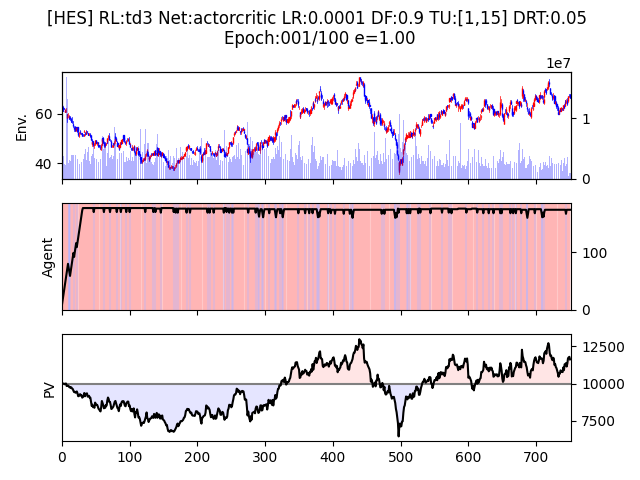 [HES] RL:td3 Net:actorcritic LR:0.0001 DF:0.9 TU:[1,15] DRT:0.05
Epoch:001/100 e=1.00
1e7
Env.
60
40
1
0
Agent
100
0
PV
12500
10000
7500
0 100 200 300 400 500 600 700